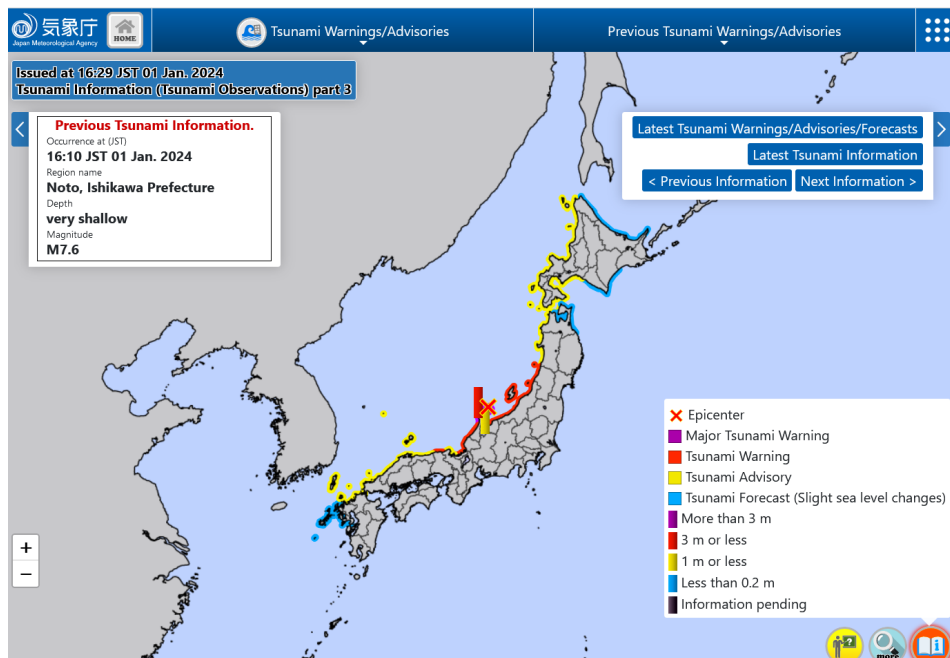 気象庁
Japan Meteorological Agency
HOME
Tsunami Warnings/Advisories
Previous Tsunami Warnings/Advisories
Issued at 16:29 JST 01 Jan. 2024
Tsunami Information (Tsunami Observations) part 3
Previous Tsunami Information.
Occurrence at (JST)
16:10 JST 01 Jan. 2024
Region name
Noto, Ishikawa Prefecture
Depth
very shallow
Magnitude
M7.6
Latest Tsunami Warnings/Advisories/Forecasts
Latest Tsunami Information
< Previous Information
Next Information >
Epicenter
Major Tsunami Warning
Tsunami Warning
Tsunami Advisory
Tsunami Forecast (Slight sea level changes)
More than 3 m
3 m or less
1 m or less
Less than 0.2 m
Information pending
+
−
?
more
i